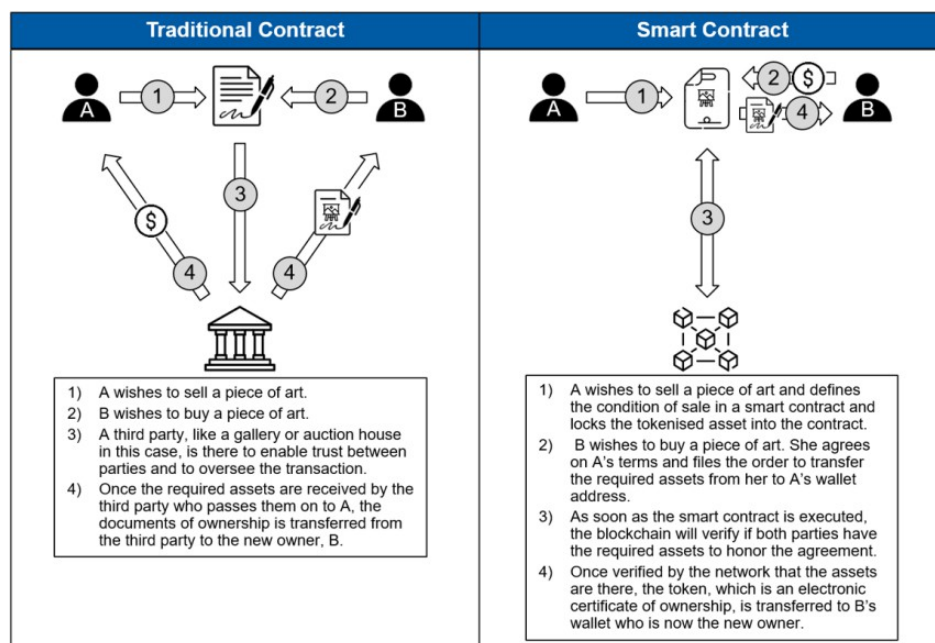 Traditional Contract
Smart Contract
A
1
2
B
3
$
4
4
1) A wishes to sell a piece of art.
2) B wishes to buy a piece of art.
3) A third party, like a gallery or auction house
in this case, is there to enable trust between
parties and to oversee the transaction.
4) Once the required assets are received by the
third party who passes them on to A, the
documents of ownership is transferred from
the third party to the new owner, B.
A
1
2
$
4
B
3
1) A wishes to sell a piece of art and defines
the condition of sale in a smart contract and
locks the tokenised asset into the contract.
2) B wishes to buy a piece of art. She agrees
on A's terms and files the order to transfer
the required assets from her to A's wallet
address.
3) As soon as the smart contract is executed,
the blockchain will verify if both parties have
the required assets to honor the agreement.
4) Once verified by the network that the assets
are there, the token, which is an electronic
certificate of ownership, is transferred to B's
wallet who is now the new owner.